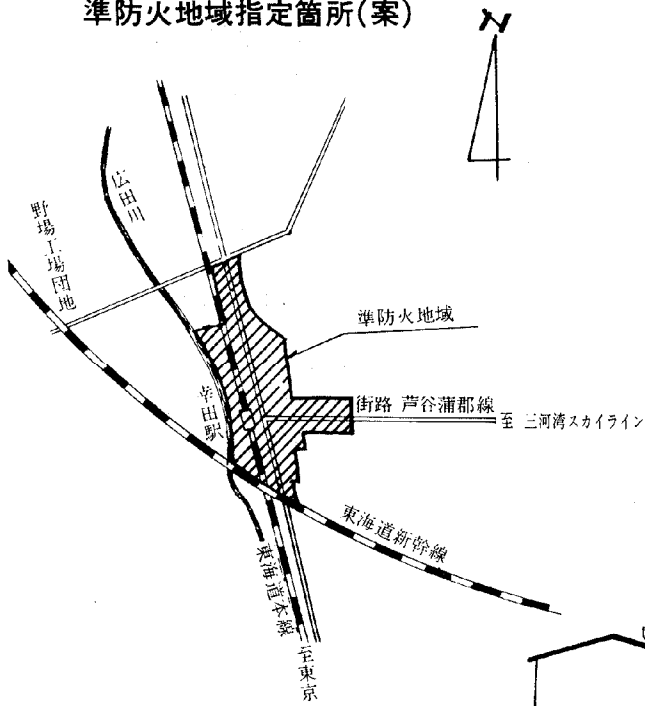 準防火地域指定箇所(案)
N
広田川
野場工場団地
準防火地域
幸田駅
街路 芦谷蒲郡線
至 三河湾スカイライン
東海道新幹線
東海道本線
至東京